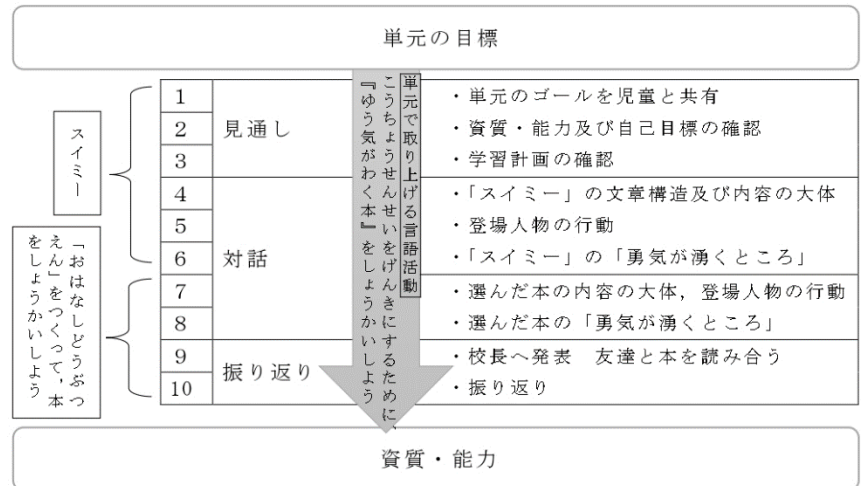 単元の目標
スイミー
「おはなしどうぶつ
えん」をつくって，本
をしょうかいしよう
1
2
3
見通し
・単元のゴールを児童と共有
・資質・能力及び自己目標の確認
・学習計画の確認
4
5
6
7
8
対話
・「スイミー」の文章構造及び内容の大体
・登場人物の行動
・「スイミー」の「勇気が湧くところ」
・選んだ本の内容の大体，登場人物の行動
・選んだ本の「勇気が湧くところ」
9
10
振り返り
・校長へ発表　友達と本を読み合う
・振り返り
単元で取り上げる言語活動
こうちょうせんせいをげんきにするために、
『ゆう気がわく本』をしょうかいしよう
資質・能力